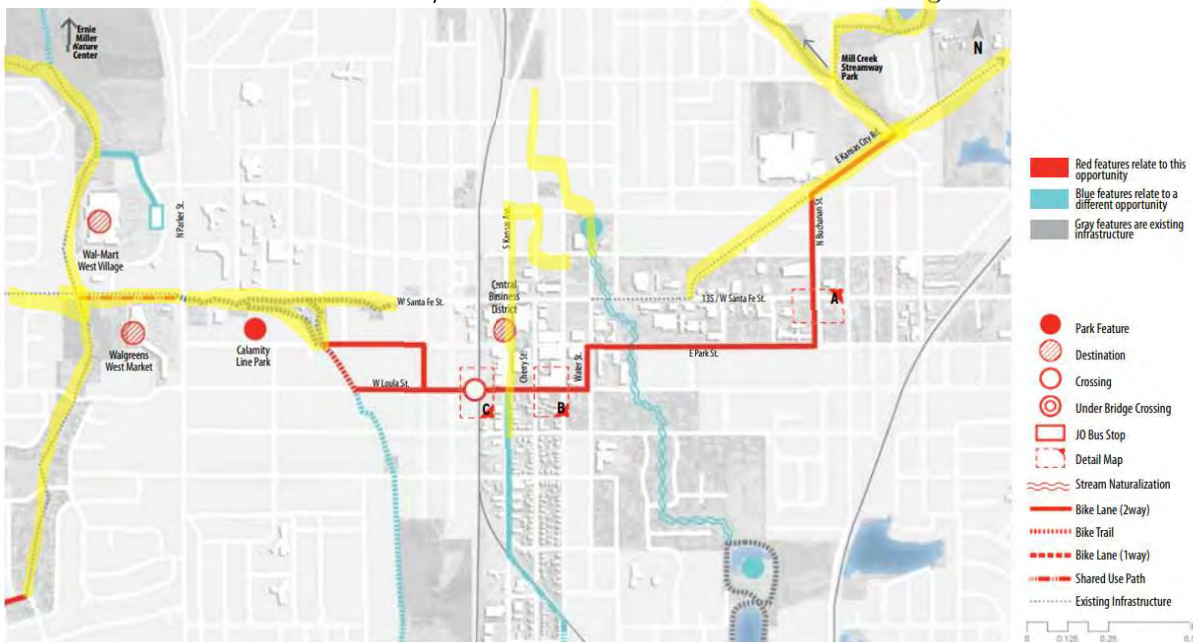 Ernie
Miller
Nature
Center
N
Mill Creek
Streamway
Park
E Kansas City Rd.
N Buchanan St.
N Parker St.
S Kansas Ave.
Wal-Mart
West Village
W Santa Fe St.
Central
Business
District
135 / W Santa Fe St.
A
Walgreens
West Market
Calamity
Line Park
Cherry St.
Water St.
E Park St.
W Loula St.
C
B
Red features relate to this
opportunity
Blue features relate to a
different opportunity
Gray features are existing
infrastructure
Park Feature
Destination
Crossing
Under Bridge Crossing
JO Bus Stop
Detail Map
Stream Naturalization
Bike Lane (2way)
Bike Trail
Bike Lane (1way)
Shared Use Path
Existing Infrastructure
0 0.125 0.25